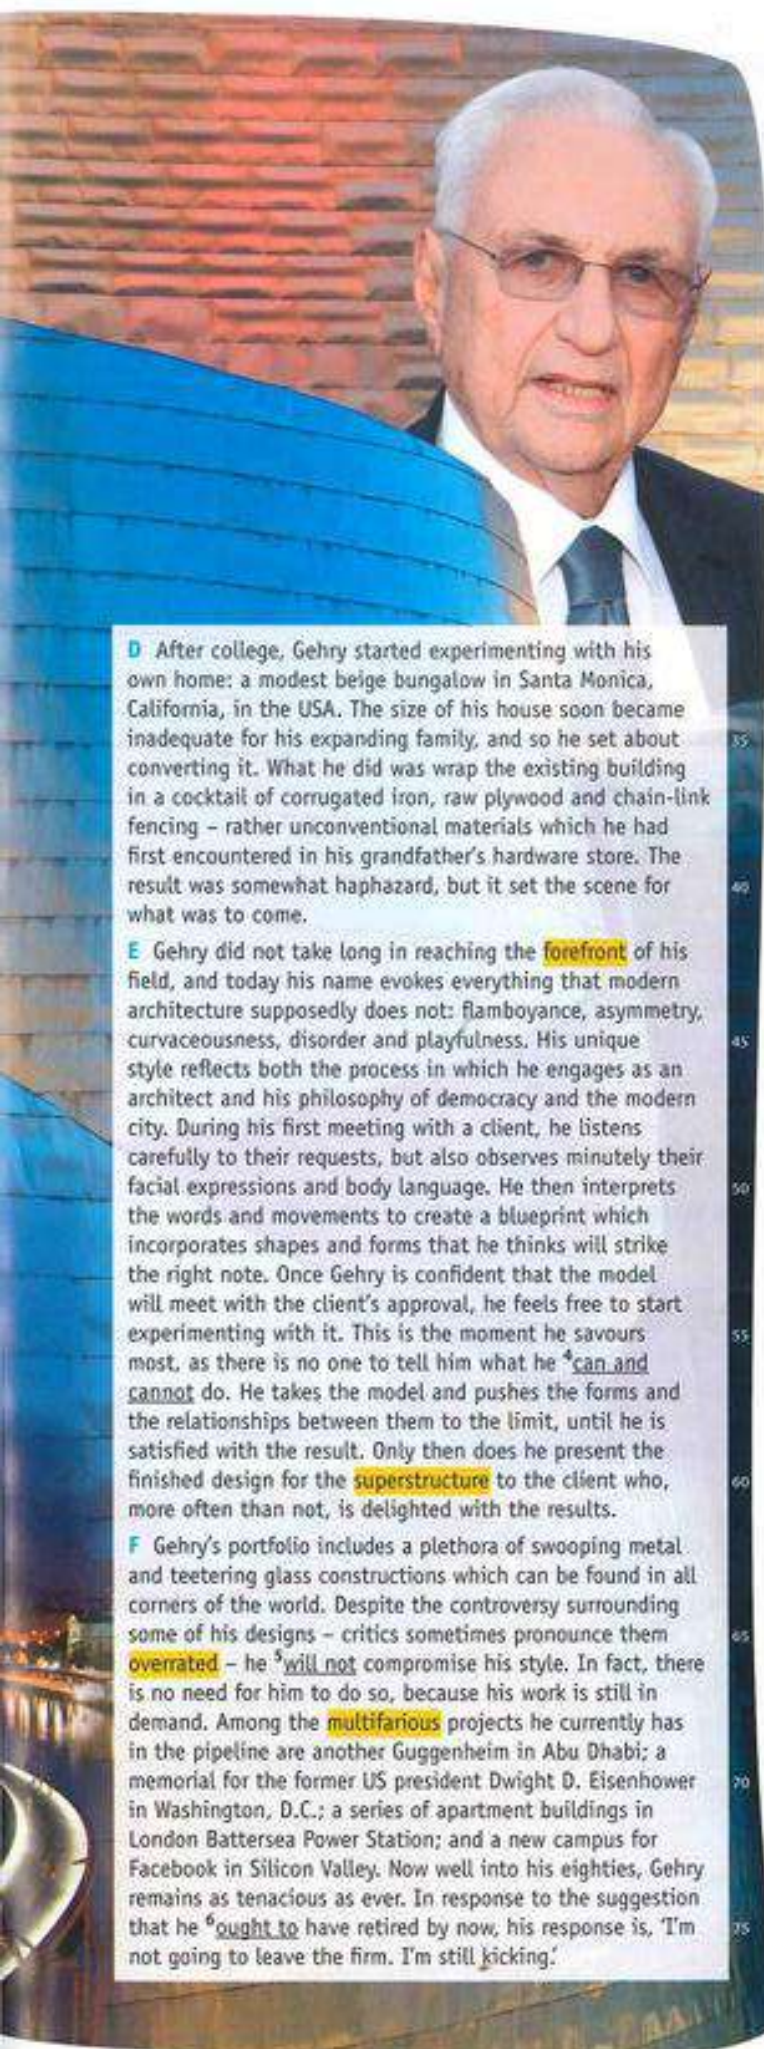 D After college, Gehry started experimenting with his
own home: a modest beige bungalow in Santa Monica,
California, in the USA. The size of his house soon became
inadequate for his expanding family, and so he set about
35
converting it. What he did was wrap the existing building
in a cocktail of corrugated iron, raw plywood and chain-link
fencing – rather unconventional materials which he had
first encountered in his grandfather's hardware store. The
result was somewhat haphazard, but it set the scene for
40
what was to come.
E Gehry did not take long in reaching the forefront of his
field, and today his name evokes everything that modern
architecture supposedly does not: flamboyance, asymmetry,
curvaceousness, disorder and playfulness. His unique
45
style reflects both the process in which he engages as an
architect and his philosophy of democracy and the modern
city. During his first meeting with a client, he listens
carefully to their requests, but also observes minutely their
facial expressions and body language. He then interprets
50
the words and movements to create a blueprint which
incorporates shapes and forms that he thinks will strike
the right note. Once Gehry is confident that the model
will meet with the client's approval, he feels free to start
experimenting with it. This is the moment he savours
55
most, as there is no one to tell him what he 4can and
cannot do. He takes the model and pushes the forms and
the relationships between them to the limit, until he is
satisfied with the result. Only then does he present the
finished design for the superstructure to the client who,
60
more often than not, is delighted with the results.
F Gehry's portfolio includes a plethora of swooping metal
and teetering glass constructions which can be found in all
corners of the world. Despite the controversy surrounding
some of his designs – critics sometimes pronounce them
65
overrated – he 5will not compromise his style. In fact, there
is no need for him to do so, because his work is still in
demand. Among the multifarious projects he currently has
in the pipeline are another Guggenheim in Abu Dhabi; a
memorial for the former US president Dwight D. Eisenhower
70
in Washington, D.C.; a series of apartment buildings in
London Battersea Power Station; and a new campus for
Facebook in Silicon Valley. Now well into his eighties, Gehry
remains as tenacious as ever. In response to the suggestion
that he 6ought to have retired by now, his response is, 'I'm
75
not going to leave the firm. I'm still kicking.'